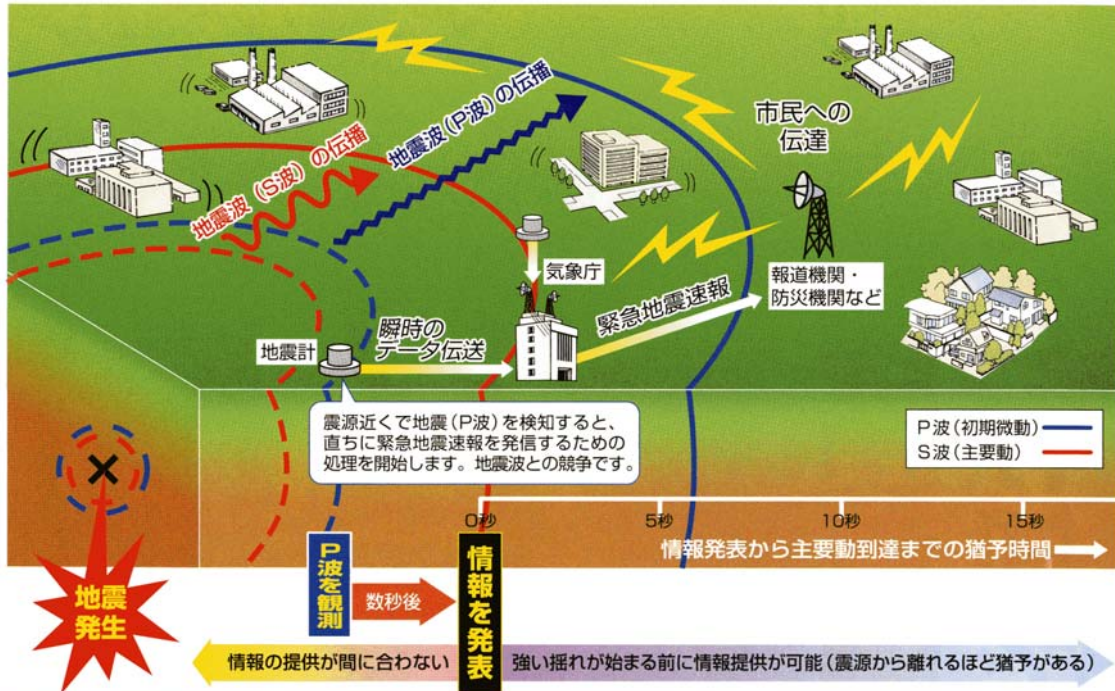 地震波(S波)の伝播
地震波(P波)の伝播
市民への
伝達
気象庁
報道機関・
防災機関など
緊急地震速報
地震計
瞬時の
データ伝送
震源近くで地震(P波)を検知すると、
直ちに緊急地震速報を発信するための
処理を開始します。地震波との競争です。
P波(初期微動)
S波(主要動)
0秒
5秒
10秒
15秒
情報発表から主要動到達までの猶予時間
地震
発生
P波を観測
数秒後
情報を発表
情報の提供が間に合わない
強い揺れが始まる前に情報提供が可能(震源から離れるほど猶予がある)